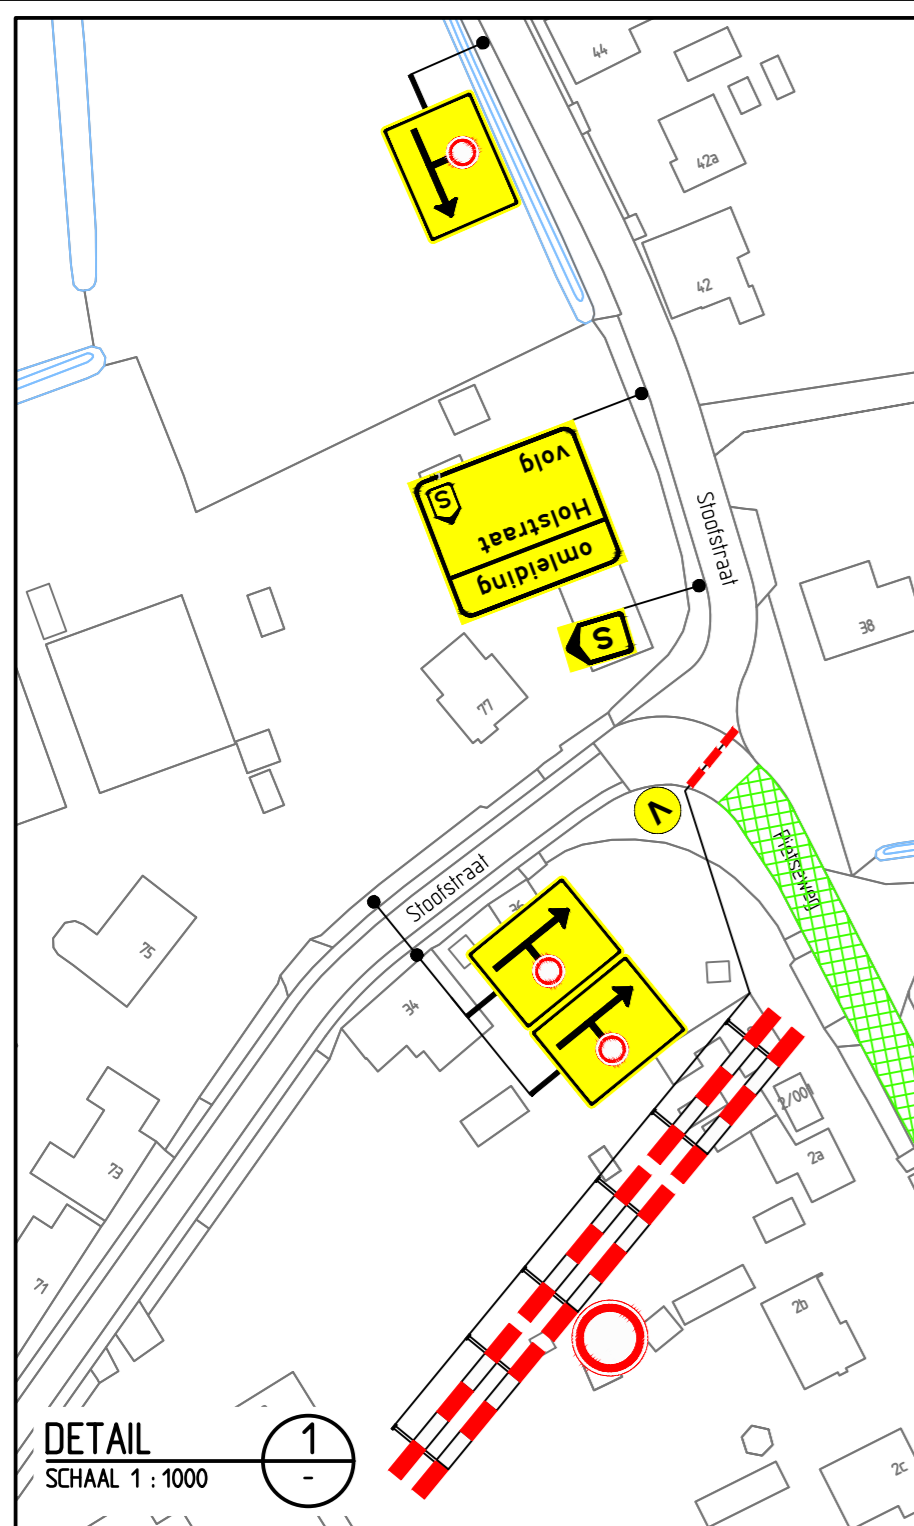 44
42a
42
volg
S
Holstraat
omleiding
Stoofstraat
S
38
77
V
Pietseweg
Stoofstraat
36
75
34
2/001
2a
73
71
2b
2c
DETAIL
1
SCHAAL 1 : 1000
-